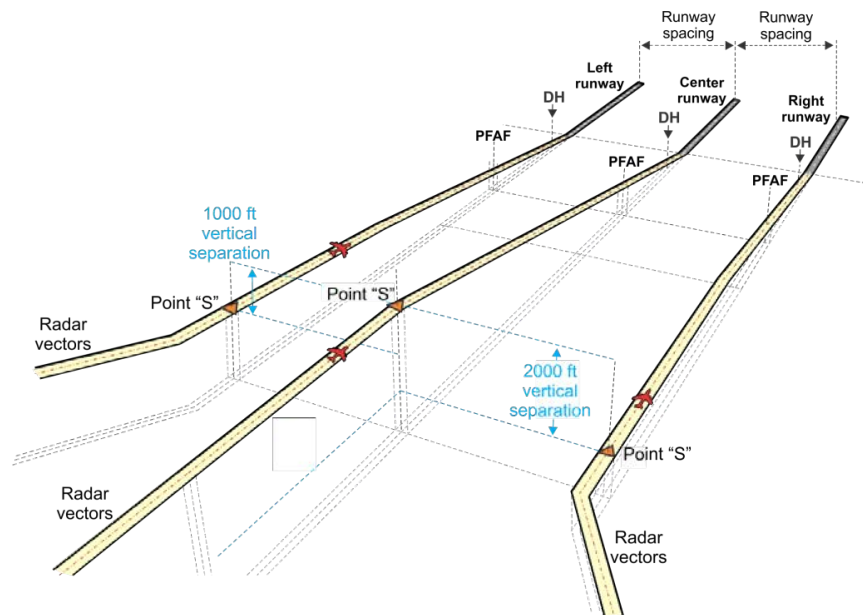 Runway
spacing
Runway
spacing
Left
runway
Center
runway
Right
runway
DH
DH
DH
PFAF
PFAF
PFAF
1000 ft
vertical
separation
Point “S”
Point “S”
Radar
vectors
2000 ft
vertical
separation
Point “S”
Radar
vectors
Radar
vectors